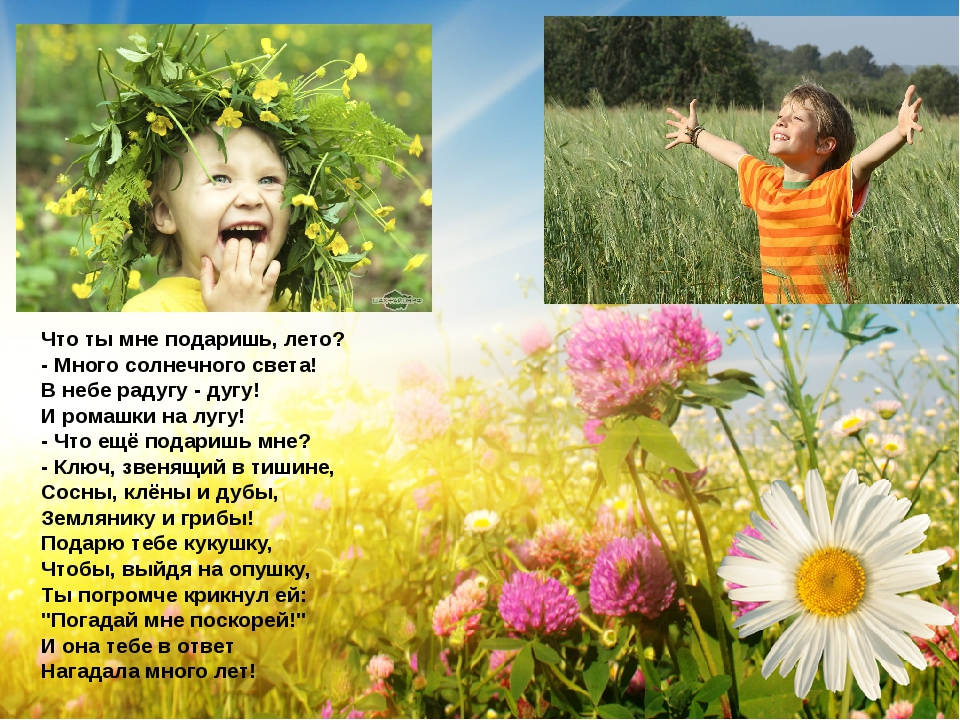 Что ты мне подаришь, лето?
- Много солнечного света!
В небе радугу - дугу!
И ромашки на лугу!
- Что ещё подаришь мне?
- Ключ, звенящий в тишине,
Сосны, клёны и дубы,
Землянику и грибы!
Подарю тебе кукушку,
Чтобы, выйдя на опушку,
Ты погромче крикнул ей:
"Погадай мне поскорей!"
И она тебе в ответ
Нагадала много лет!